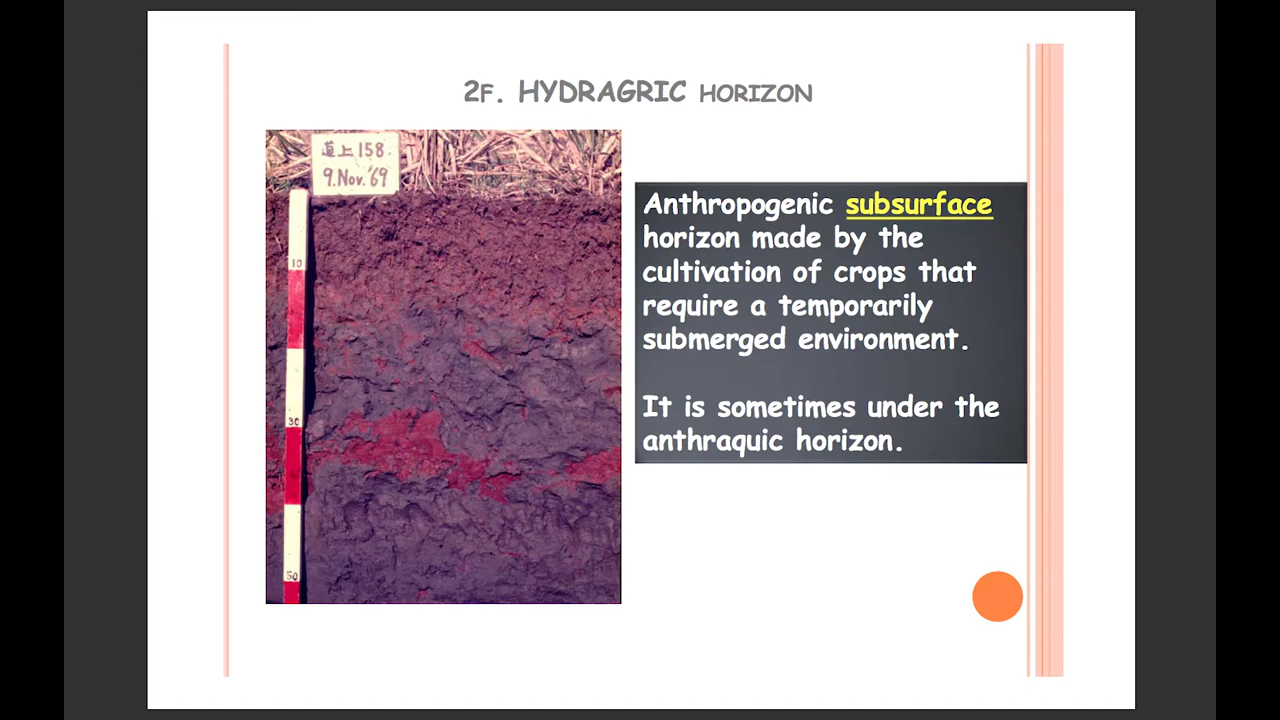 2F. HYDRAGRIC HORIZON
道上158
9.Nov.'69
10
30
50
Anthropogenic subsurface
horizon made by the
cultivation of crops that
require a temporarily
submerged environment.
It is sometimes under the
anthraquic horizon.